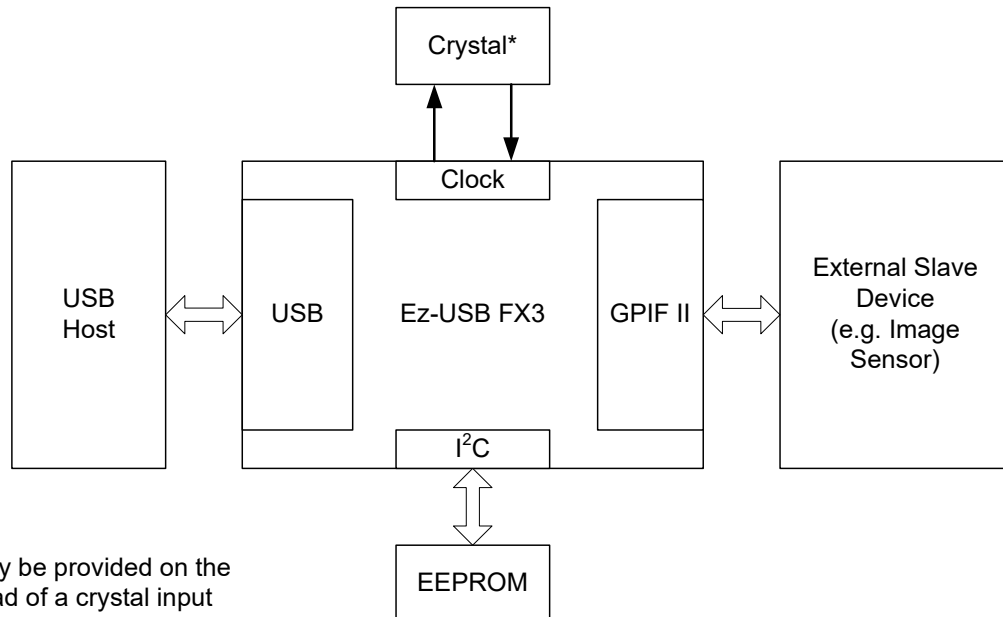 Crystal*
Clock
USB
Host
USB
Ez-USB FX3
GPIF II
External Slave
Device
(e.g. Image
Sensor)
I²C
EEPROM
be provided on the
of a crystal input